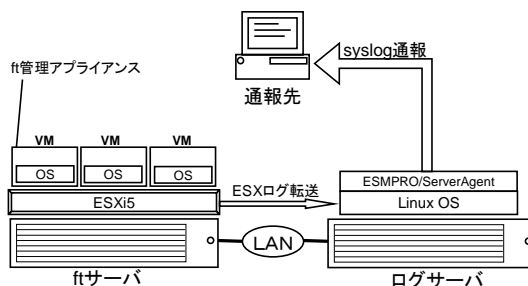 syslog通報
ft管理アプライアンス
通報先
VM VM VM
OS OS OS
ESMPRO/ServerAgent
ESXi5
ESXログ転送
Linux OS
LAN
ftサーバ
ログサーバ